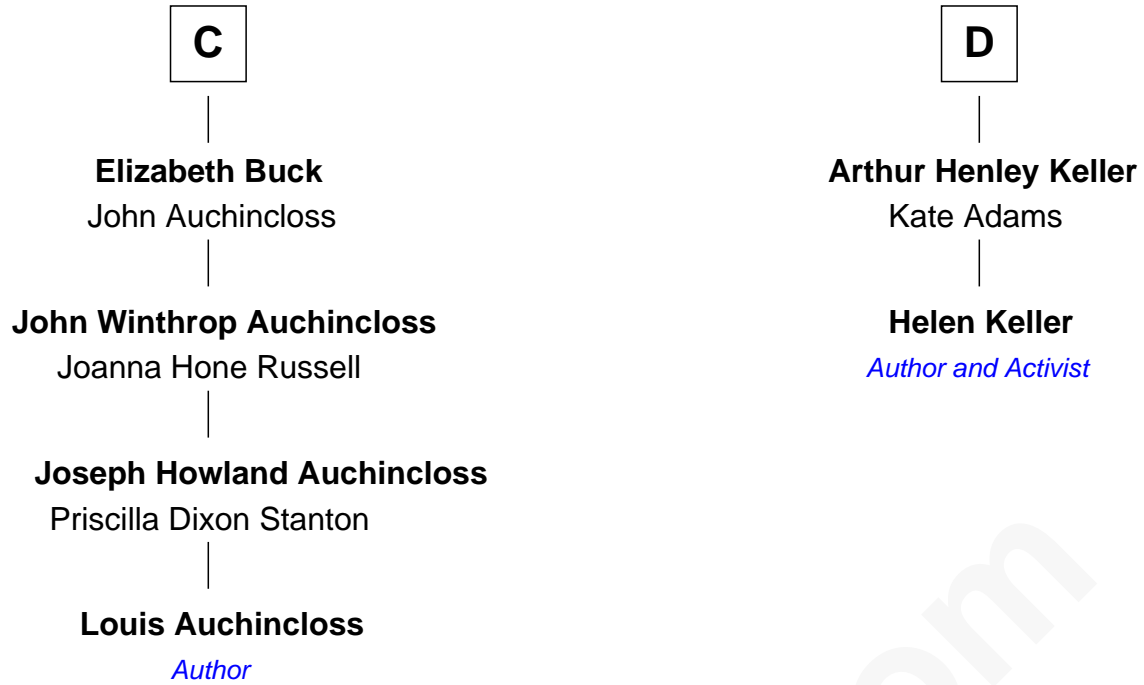 C
Elizabeth Buck
John Auchincloss
John Winthrop Auchincloss
Joanna Hone Russell
Joseph Howland Auchincloss
Priscilla Dixon Stanton
Louis Auchincloss
Author
D
Arthur Henley Keller
Kate Adams
Helen Keller
Author and Activist
om